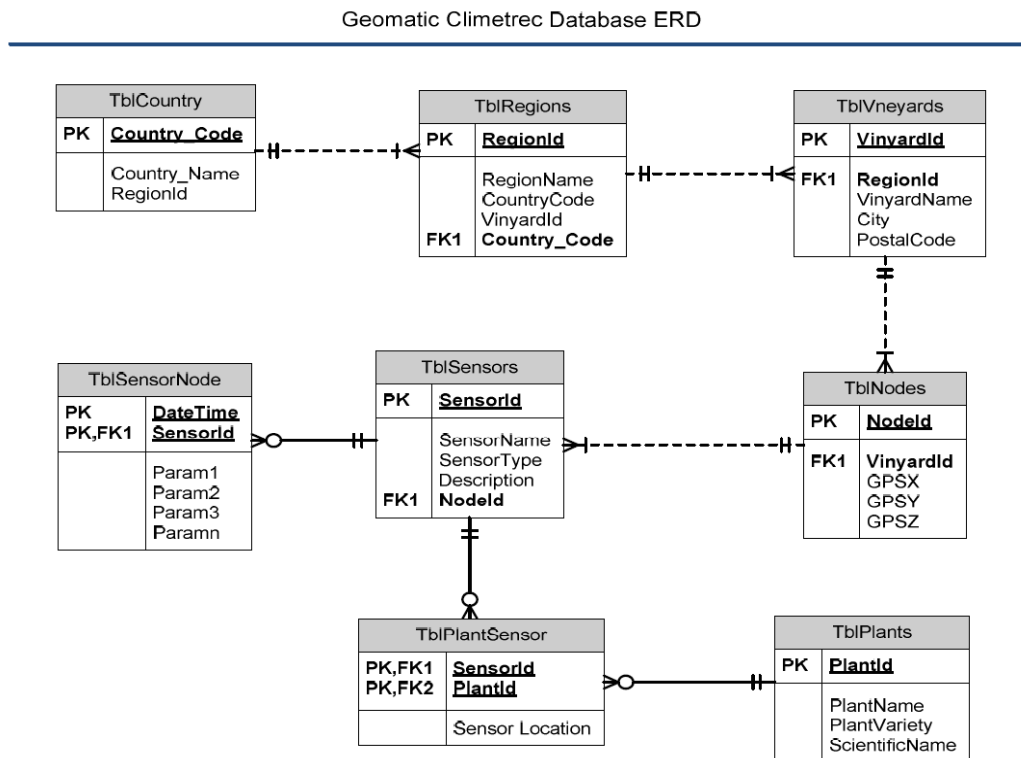 Geomatic Climetrec Database ERD
TblCountry
PK Country_Code
Country_Name
RegionId
TblRegions
PK RegionId
RegionName
CountryCode
VinyardId
FK1 Country_Code
TblVneyards
PK VinyardId
FK1 RegionId
VinyardName
City
PostalCode
TblSensorNode
PK DateTime
PK,FK1 SensorId
Param1
Param2
Param3
Paramn
TblSensors
PK SensorId
SensorName
SensorType
Description
FK1 NodeId
TblNodes
PK NodeId
FK1 VinyardId
GPSX
GPSY
GPSZ
TblPlantSensor
PK,FK1 SensorId
PK,FK2 PlantId
Sensor Location
TblPlants
PK PlantId
PlantName
PlantVariety
ScientificName